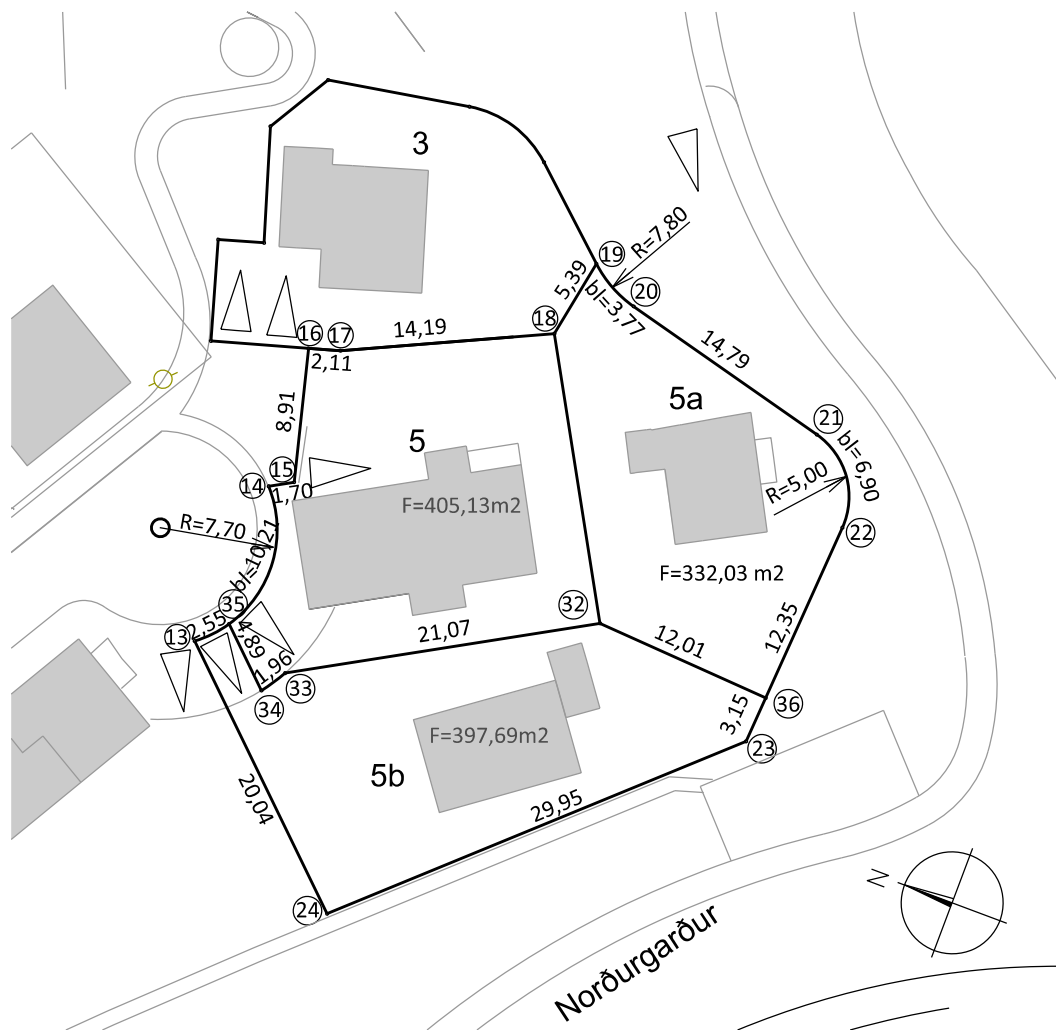 3
R=7,80
19
5,39
bl=3,77
20
16
17
14,19
18
2,11
14,79
8,91
5a
21
bl=6,90
5
15
14
1,70
R=5,00
F=405,13m2
R=7,70
bl=10,21
22
F=332,03 m2
35
32
13
2,55
4,89
21,07
12,01
12,35
1,96
33
34
36
3,15
F=397,69m2
23
5b
20,04
29,95
24
N
Norðurgarður